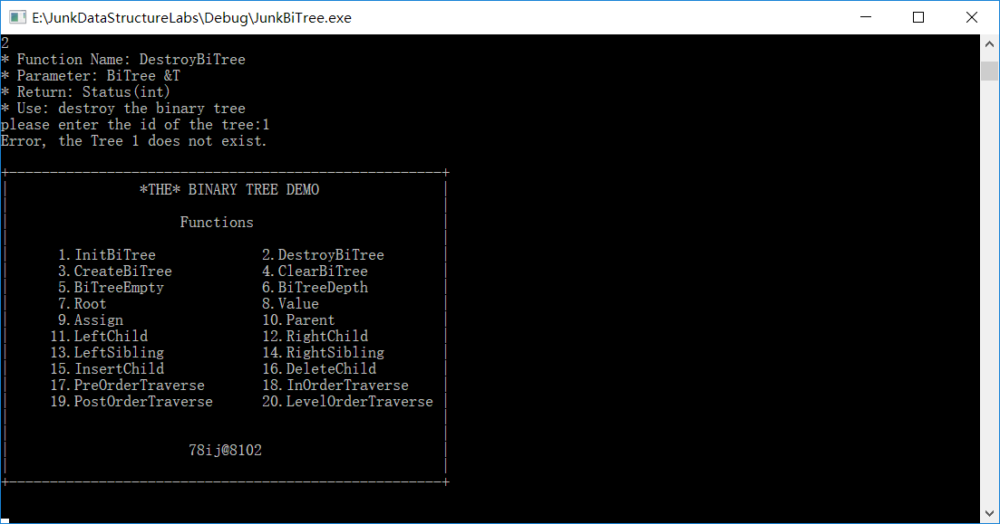 E:\JunkDataStructureLabs\Debug\JunkBiTree.exe
2
* Function Name: DestroyBiTree
* Parameter: BiTree &T
* Return: Status(int)
* Use: destroy the binary tree
please enter the id of the tree:1
Error, the Tree 1 does not exist.
*THE* BINARY TREE DEMO
Functions
1.InitBiTree 2.DestroyBiTree
3.CreateBiTree 4.ClearBiTree
5.BiTreeEmpty 6.BiTreeDepth
7.Root 8.Value
9.Assign 10.Parent
11.LeftChild 12.RightChild
13.LeftSibling 14.RightSibling
15.InsertChild 16.DeleteChild
17.PreOrderTraverse 18.InOrderTraverse
19.PostOrderTraverse 20.LevelOrderTraverse
78ij@8102